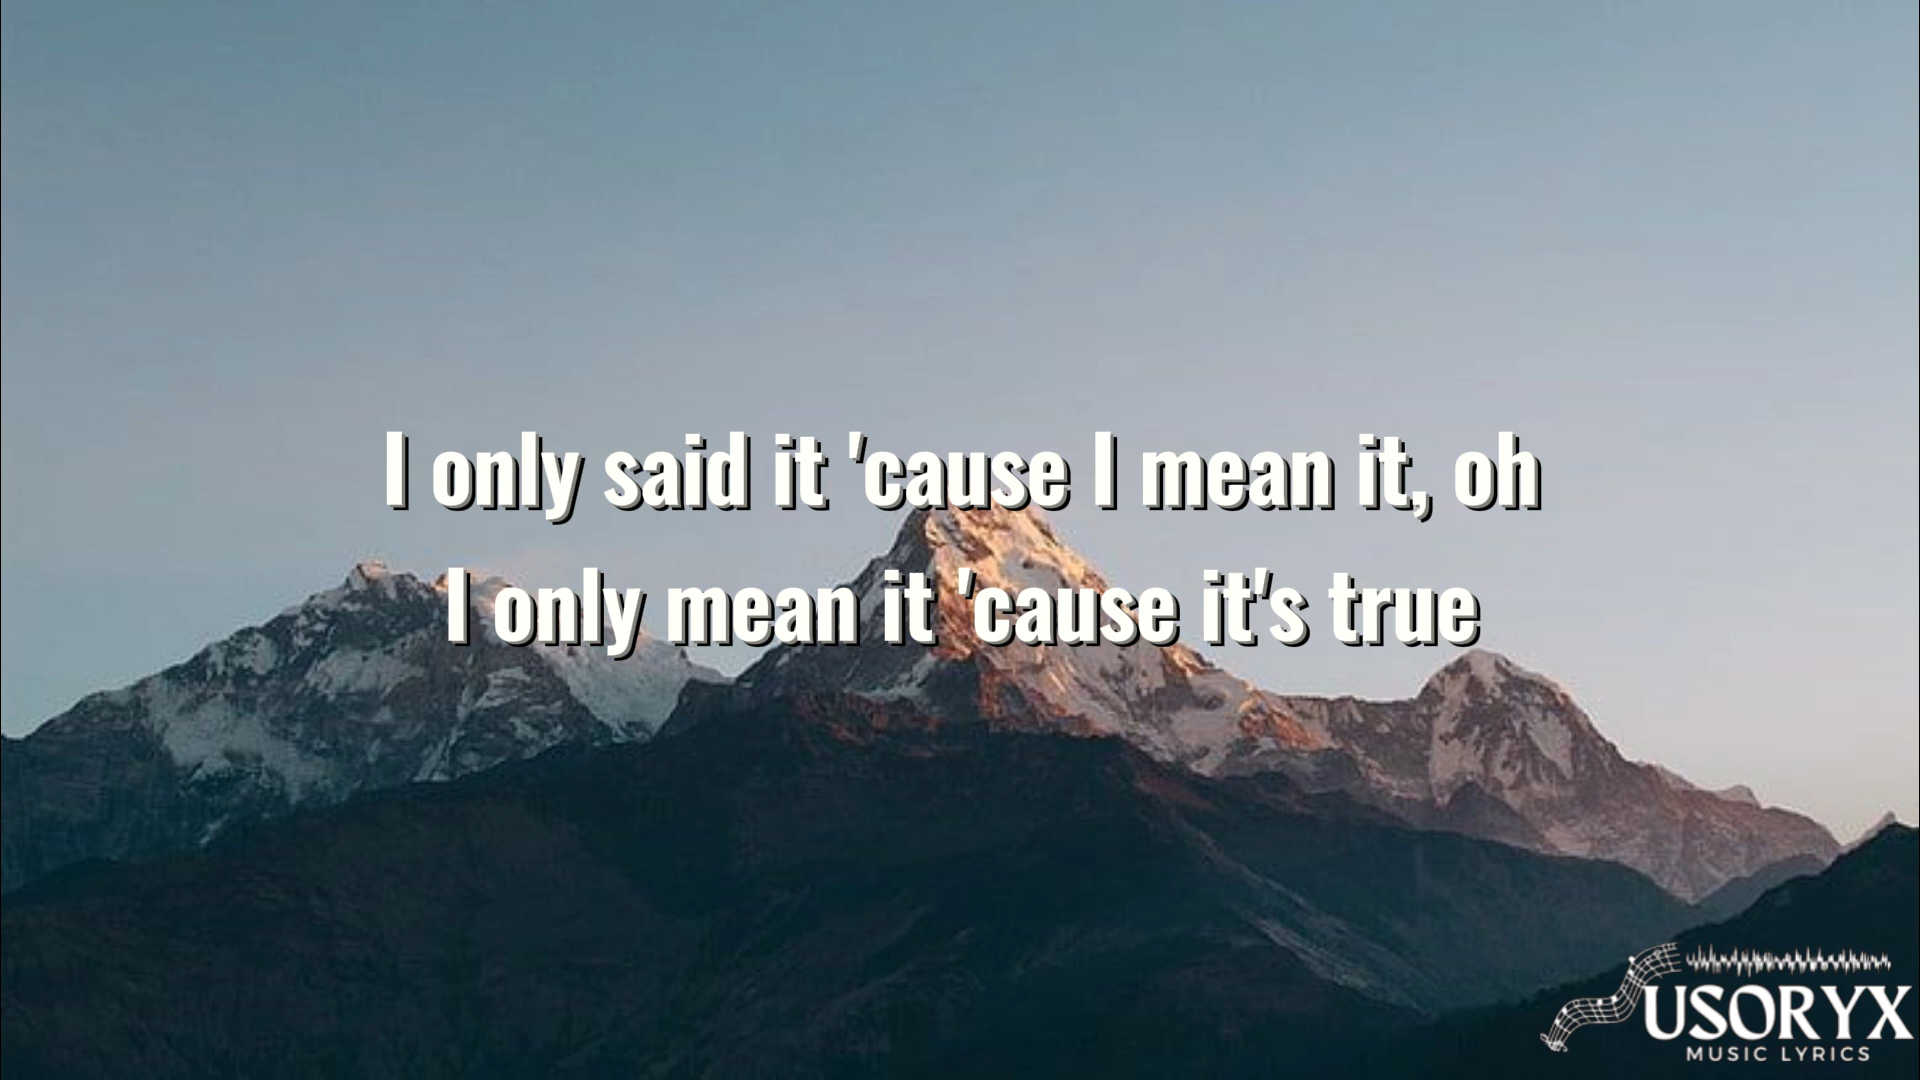 I only said it 'cause I mean it, oh
I only mean it 'cause it's true
USORYX
MUSIC LYRICS